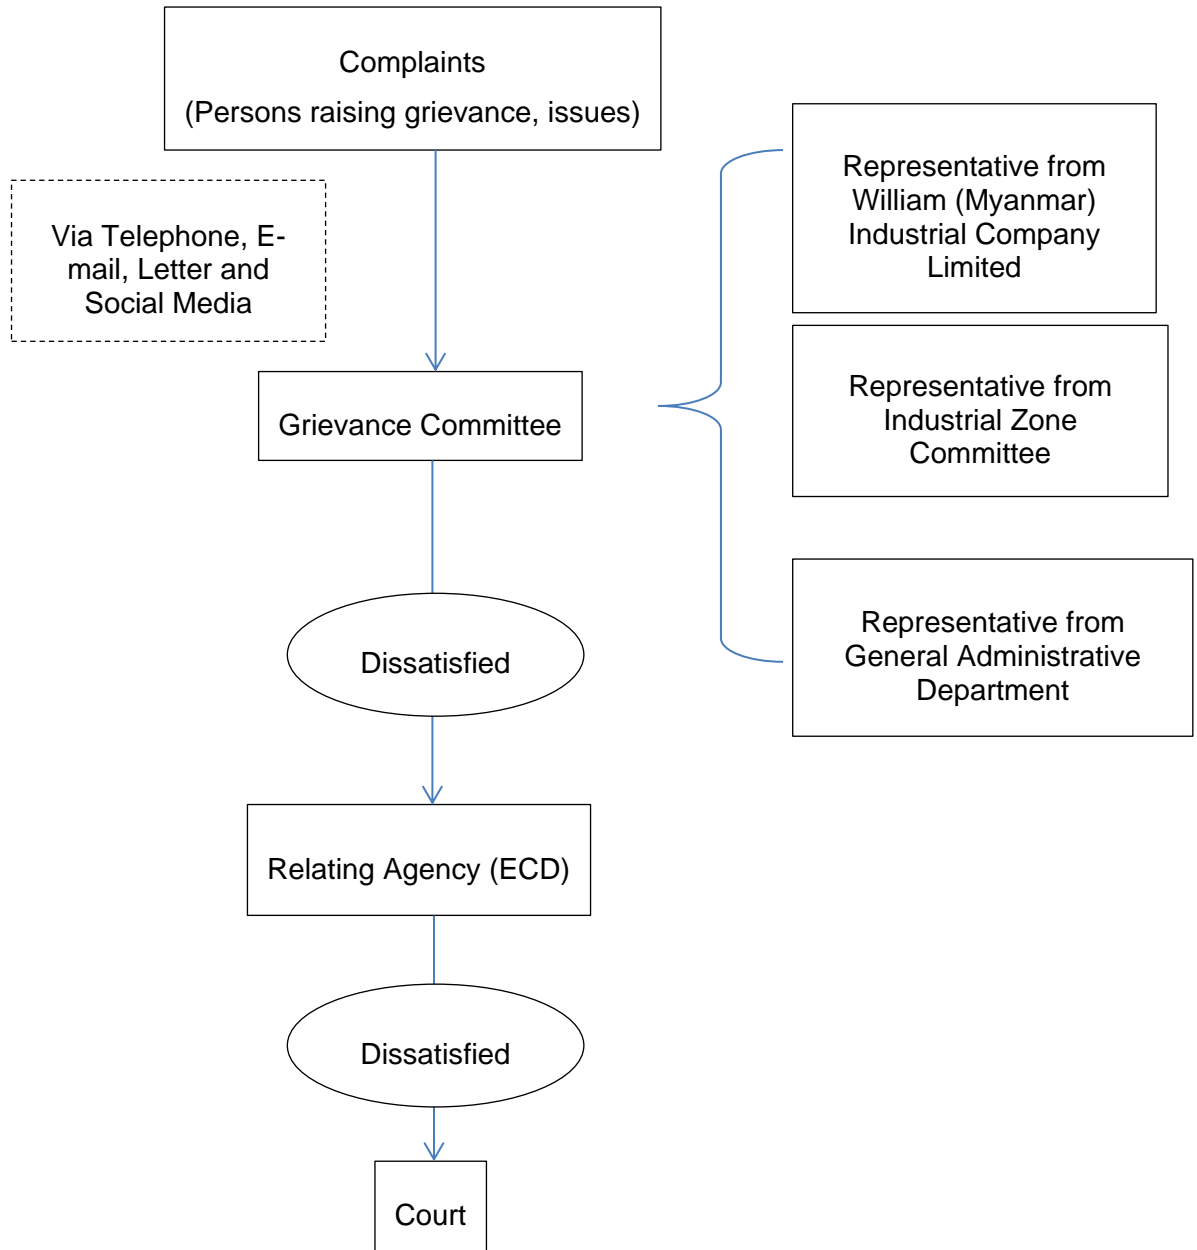 Complaints
(Persons raising grievance, issues)
Via Telephone, E-
mail, Letter and
Social Media
Grievance Committee
Representative from
William (Myanmar)
Industrial Company
Limited
Representative from
Industrial Zone
Committee
Representative from
General Administrative
Department
Dissatisfied
Relating Agency (ECD)
Dissatisfied
Court